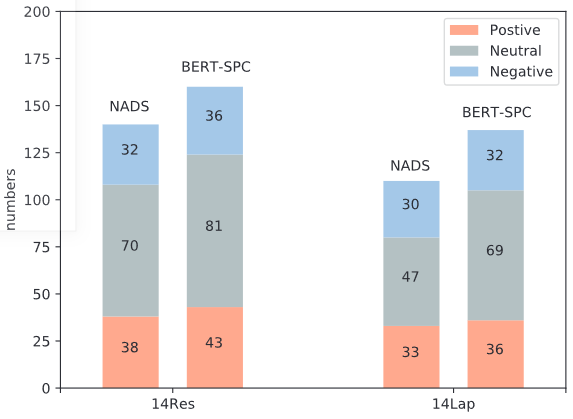 200
175
150
125
100
75
50
25
0
numbers
Postive
Neutral
Negative
NADS
32
70
38
BERT-SPC
36
81
43
NADS
30
47
33
BERT-SPC
32
69
36
14Res
14Lap